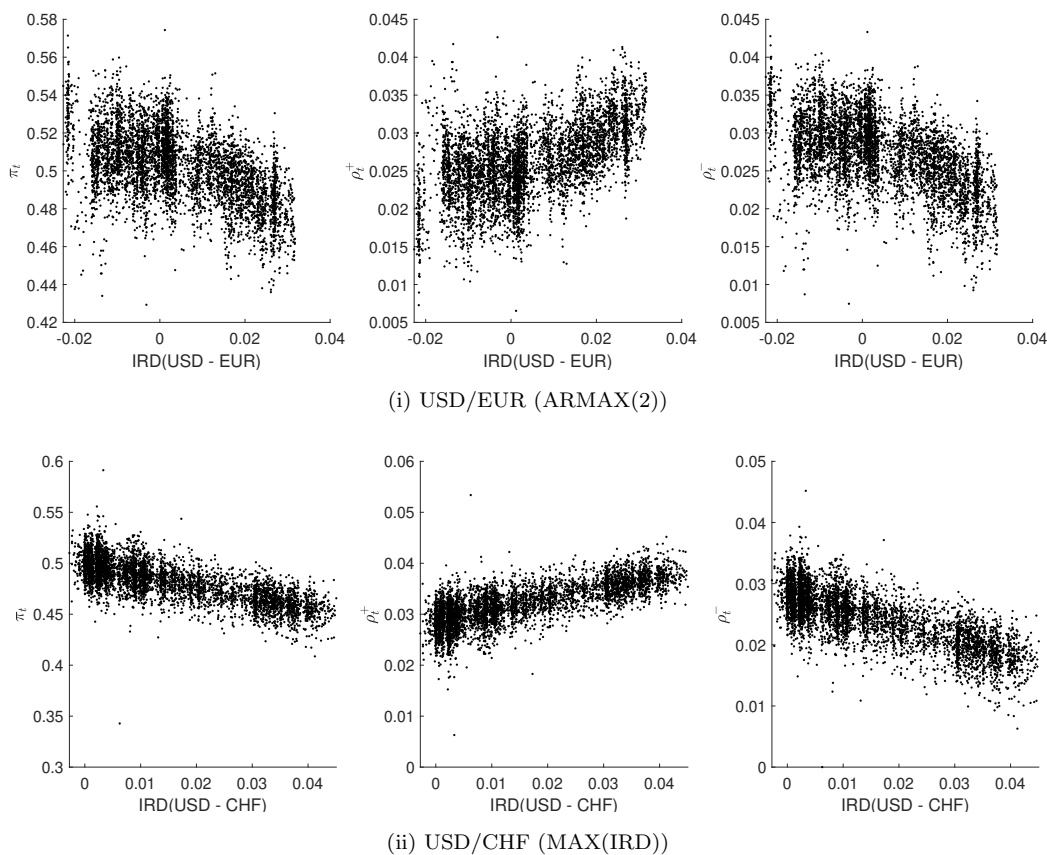 0.58
0.56
0.54
0.52
0.5
0.48
0.46
0.44
0.42
-0.02 0 0.02 0.04
π_t
IRD(USD - EUR)
0.045
0.04
0.035
0.03
0.025
0.02
0.015
0.01
0.005
-0.02 0 0.02 0.04
ρ_t^+
IRD(USD - EUR)
0.045
0.04
0.035
0.03
0.025
0.02
0.015
0.01
0.005
-0.02 0 0.02 0.04
ρ_t^−
IRD(USD - EUR)
(i) USD/EUR (ARMAX(2))
0.6
0.55
0.5
0.45
0.4
0.35
0.3
0 0.01 0.02 0.03 0.04
π_t
IRD(USD - CHF)
0.06
0.05
0.04
0.03
0.02
0.01
0
0 0.01 0.02 0.03 0.04
ρ_t^+
IRD(USD - CHF)
0.05
0.04
0.03
0.02
0.01
0
0 0.01 0.02 0.03 0.04
ρ_t^−
IRD(USD - CHF)
(ii) USD/CHF (MAX(IRD))